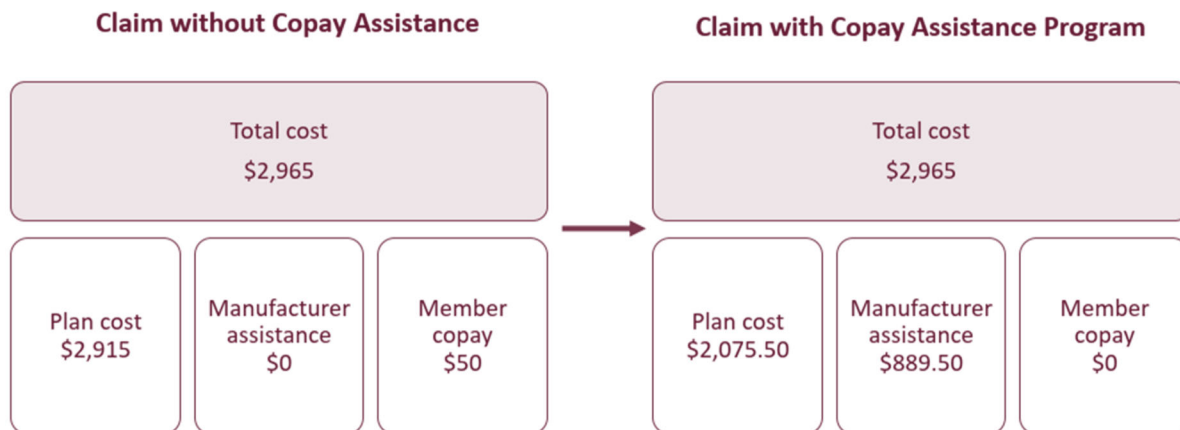 Claim without Copay Assistance
Total cost
$2,965
Plan cost
$2,915
Manufacturer
assistance
$0
Member
copay
$50
Claim with Copay Assistance Program
Total cost
$2,965
Plan cost
$2,075.50
Manufacturer
assistance
$889.50
Member
copay
$0